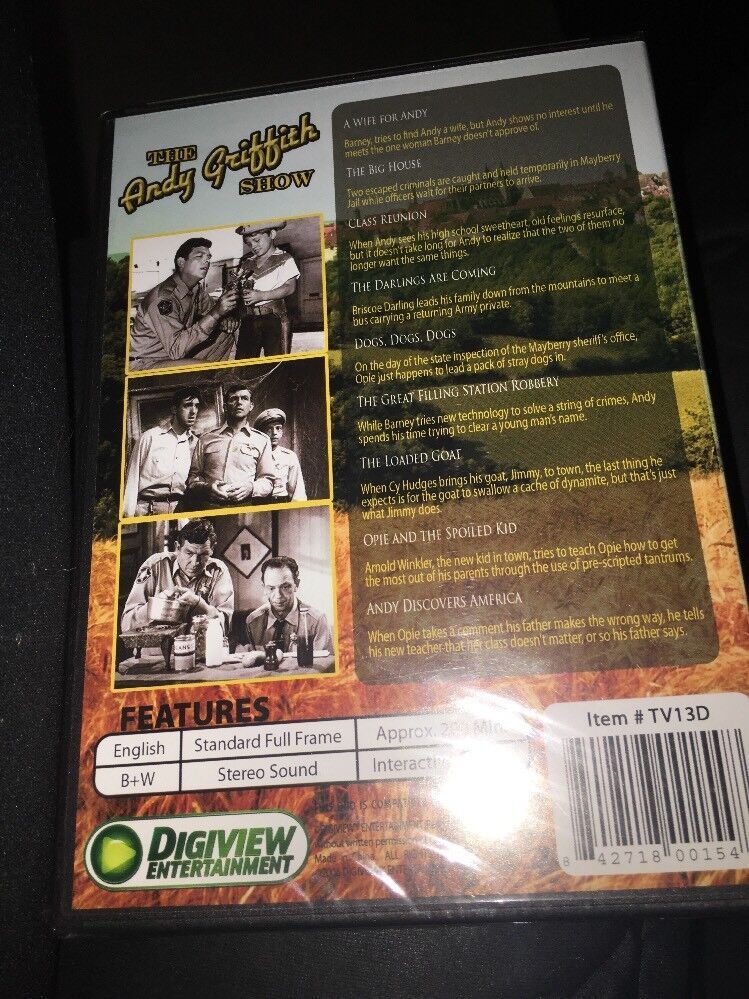 THE
Andy Griffith
SHOW
A WIFE FOR ANDY
Barney, tries to find Andy a wife, but Andy shows no interest until he
meets the one woman Barney doesn't approve of.
THE BIG HOUSE
Two escaped criminals are caught and held temporarily in Mayberry
Jail while officers wait for their partners to arrive.
CLASS REUNION
When Andy sees his high school sweetheart, old feelings resurface,
but it doesn't take long for Andy to realize that the two of them no
longer want the same things.
THE DARLINGS ARE COMING
Briscoe Darling leads his family down from the mountains to meet a
bus carrying a returning Army private.
DOGS, DOGS, DOGS
On the day of the state inspection of the Mayberry sheriff's office,
Opie just happens to lead a pack of stray dogs in.
THE GREAT FILLING STATION ROBBERY
While Barney tries new technology to solve a string of crimes, Andy
spends his time trying to clear a young man's name.
THE LOADED GOAT
When Cy Hudges brings his goat, Jimmy, to town, the last thing he
expects is for the goat to swallow a cache of dynamite, but that's just
what Jimmy does.
OPIE AND THE SPOILED KID
Arnold Winkler, the new kid in town, tries to teach Opie how to get
the most out of his parents through the use of pre-scripted tantrums.
ANDY DISCOVERS AMERICA
When Opie takes a comment his father makes the wrong way, he tells
his new teacher that her class doesn't matter, or so his father says.
FEATURES
English Standard Full Frame Approx. Min
B+W Stereo Sound
Item # TV13D
8 42718 00154
DIGIVIEW
ENTERTAINMENT
DIGIVIEW ENTERTAINMENT
without written permission
Made in China. ALL